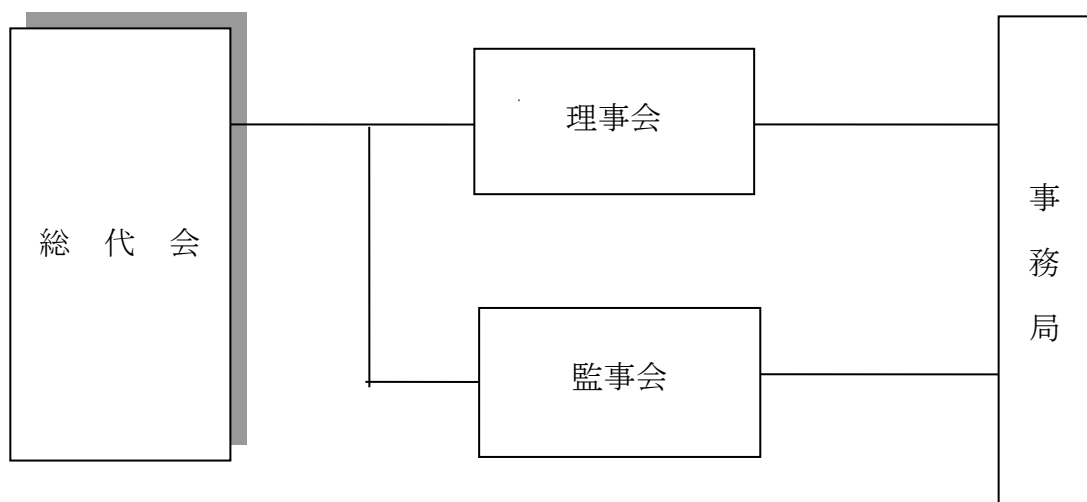 総 代 会
理事会
監事会
事
務
局